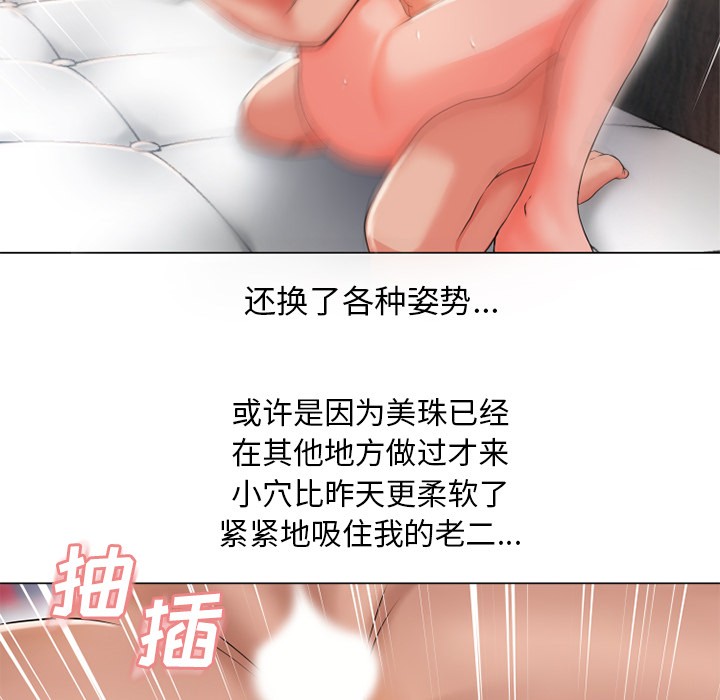 还换了各种姿势...
或许是因为美珠已经
在其他地方做过才来
小穴比昨天更柔软了
紧紧地吸住我的老二...
抽
插